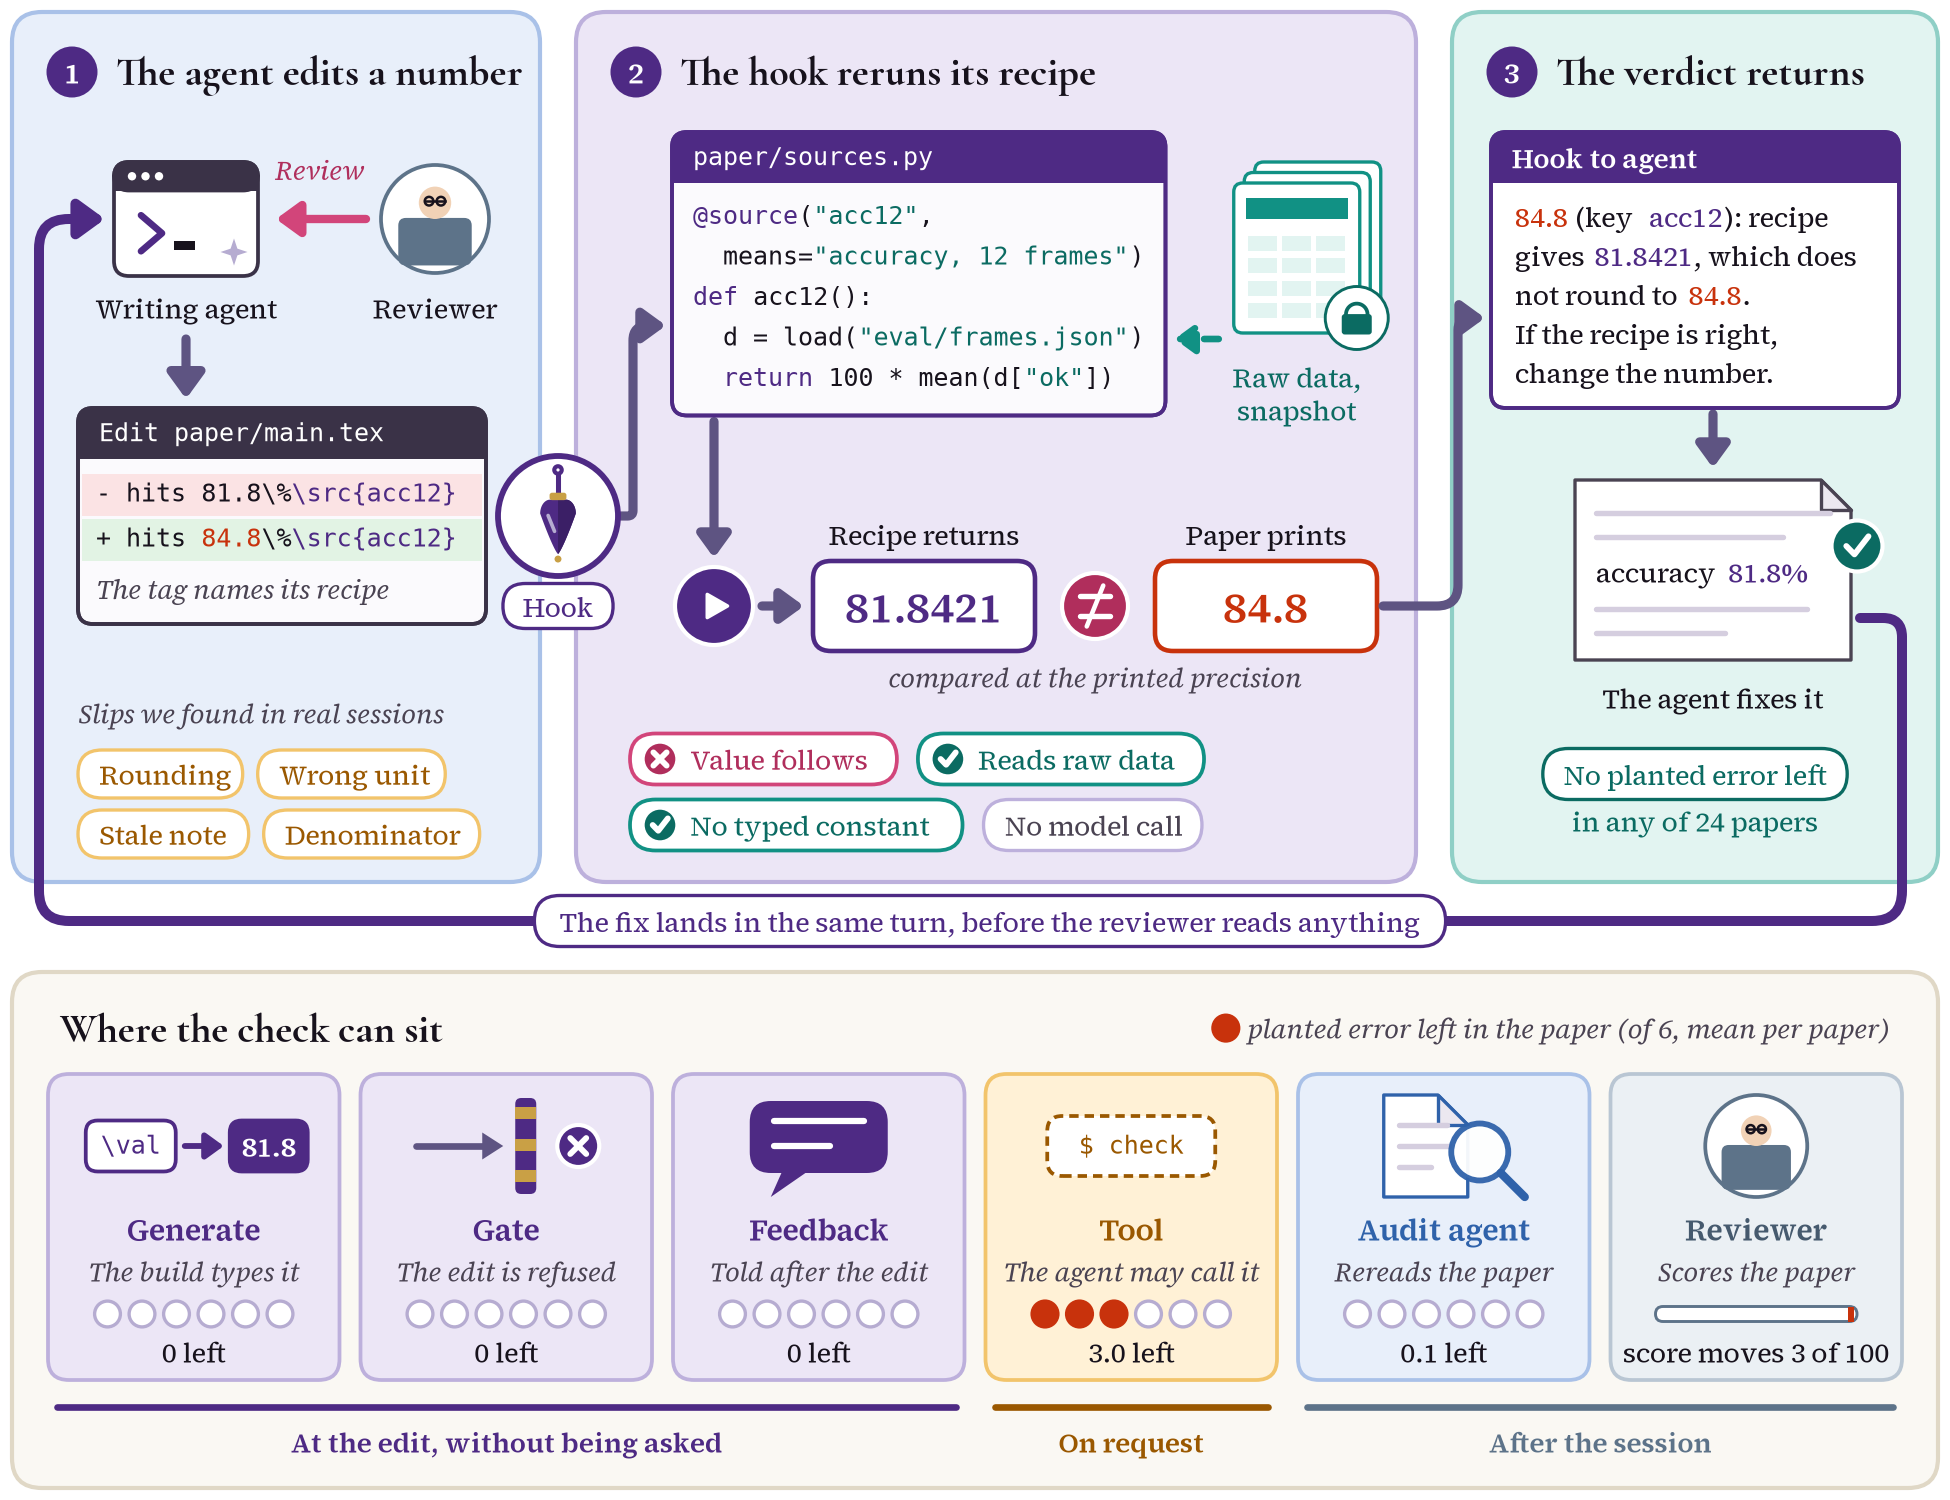 1 The agent edits a number
Review
Writing agent
Reviewer
Edit paper/main.tex
- hits 81.8\%\src{acc12}
+ hits 84.8\%\src{acc12}
The tag names its recipe
Hook
Slips we found in real sessions
Rounding
Wrong unit
Stale note
Denominator
2 The hook reruns its recipe
paper/sources.py
@source("acc12",
means="accuracy, 12 frames")
def acc12():
d = load("eval/frames.json")
return 100 * mean(d["ok"])
Raw data,
snapshot
Recipe returns
81.8421
≠
Paper prints
84.8
compared at the printed precision
Value follows
Reads raw data
No typed constant
No model call
3 The verdict returns
Hook to agent
84.8 (key acc12): recipe
gives 81.8421, which does
not round to 84.8.
If the recipe is right,
change the number.
accuracy 81.8%
The agent fixes it
No planted error left
in any of 24 papers
The fix lands in the same turn, before the reviewer reads anything
Where the check can sit
planted error left in the paper (of 6, mean per paper)
\val
81.8
Generate
The build types it
0 left
Gate
The edit is refused
0 left
Feedback
Told after the edit
0 left
$ check
Tool
The agent may call it
3.0 left
Audit agent
Rereads the paper
0.1 left
Reviewer
Scores the paper
score moves 3 of 100
At the edit, without being asked
On request
After the session